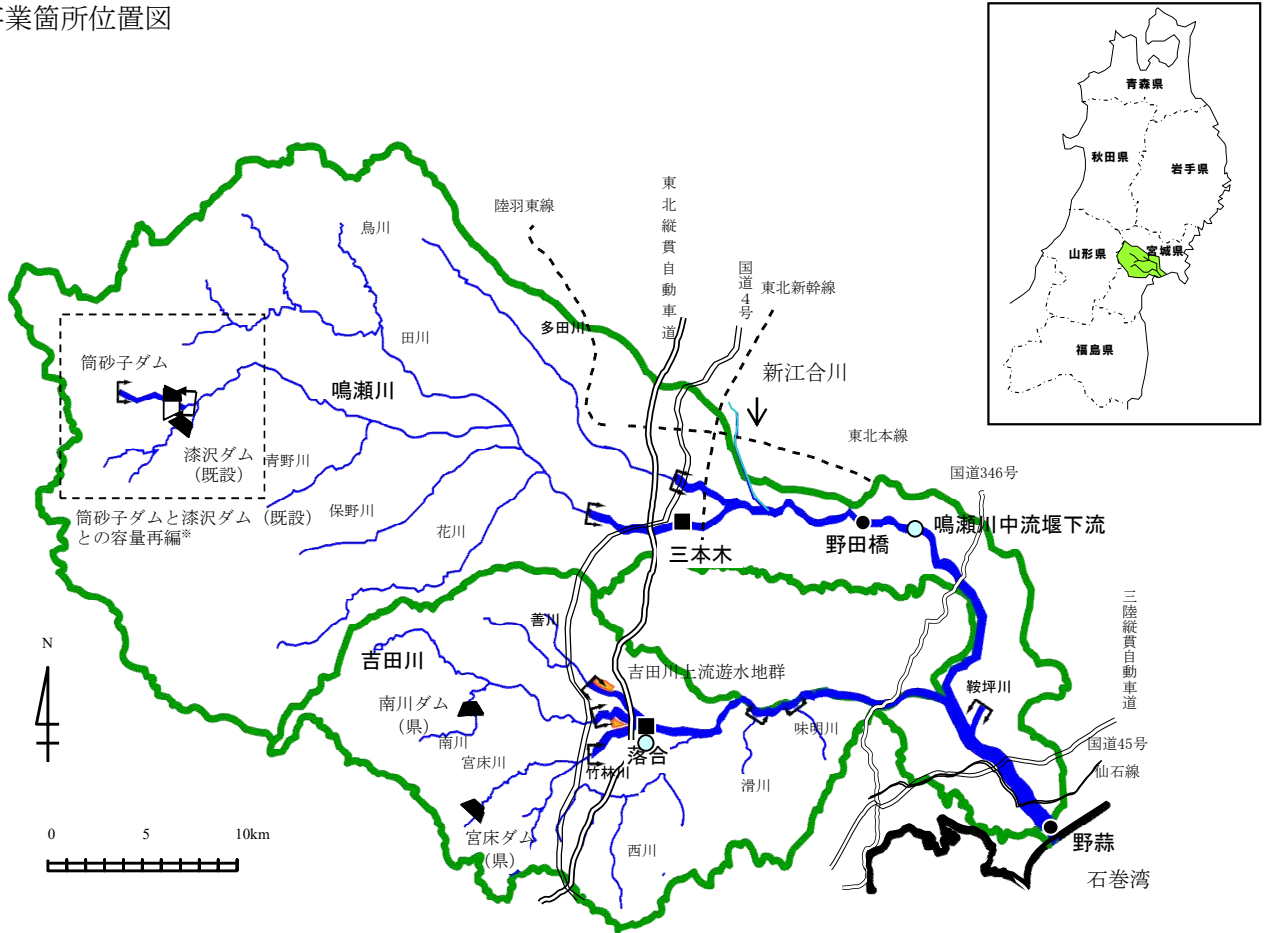 業箇所位置図
青森県
秋田県
岩手県
山形県
宮城県
福島県
陸羽東線
東北縦貫自動車道
国道4号
東北新幹線
鳥川
田川
多田川
新江合川
筒砂子ダム
鳴瀬川
東北本線
漆沢ダム
(既設)
青野川
国道346号
筒砂子ダムと漆沢ダム(既設)
との容量再編※
保野川
花川
三本木
野田橋
鳴瀬川中流堰下流
三陸縦貫自動車道
善川
吉田川
吉田川上流遊水地群
鞍坪川
南川ダム
(県)
南川
味明川
宮床川
落合
竹林川
滑川
国道45号
仙石線
宮床ダム
(県)
西川
野蒜
石巻湾
N
0 5 10km